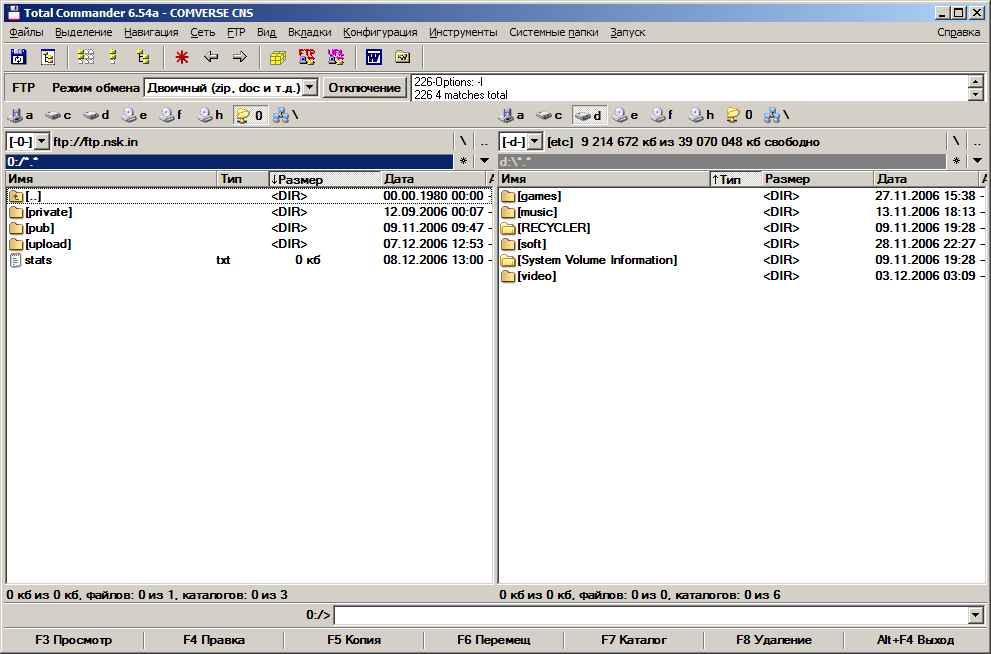 Total Commander 6.54a - COMVERSE CNS
Файлы Выделение Навигация Сеть FTP Вид Вкладки Конфигурация Инструменты Системные папки Запуск Справка
FTP Режим обмена Двоичный (zip, doc и т.д.) Отключение
226-Options: -l
226 4 matches total
a c d e f h 0 \ a c d e f h 0 \
[-0-] ftp://ftp.nsk.in \ .. [-d-] [etc] 9 214 672 кб из 39 070 048 кб свободно \ ..
0:/*.* * d:\*.* *
Имя Тип ↓Размер Дата А Имя ↑Тип Размер Дата А
[..] <DIR> 00.00.1980 00:00 - [games] <DIR> 27.11.2006 15:38 -
[private] <DIR> 12.09.2006 00:07 - [music] <DIR> 13.11.2006 18:13 -
[pub] <DIR> 09.11.2006 09:47 - [RECYCLER] <DIR> 09.11.2006 19:28 -
[upload] <DIR> 07.12.2006 12:53 - [soft] <DIR> 28.11.2006 22:27 -
stats txt 0 кб 08.12.2006 13:00 - [System Volume Information] <DIR> 09.11.2006 19:28 -
[video] <DIR> 03.12.2006 03:09 -
0 кб из 0 кб, файлов: 0 из 1, каталогов: 0 из 3 0 кб из 0 кб, файлов: 0 из 0, каталогов: 0 из 6
0:/>
F3 Просмотр F4 Правка F5 Копия F6 Перемещ F7 Каталог F8 Удаление Alt+F4 Выход